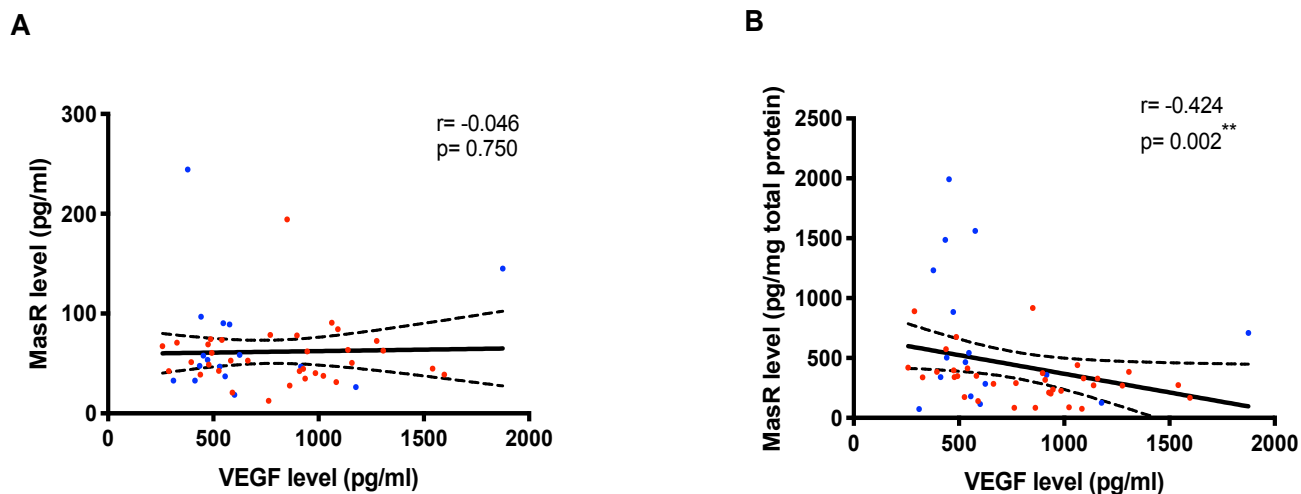 A
r= -0.046
p= 0.750
MasR level (pg/ml)
300
200
100
0
0 500 1000 1500 2000
VEGF level (pg/ml)
B
r= -0.424
p= 0.002**
MasR level (pg/mg total protein)
2500
2000
1500
1000
500
0
0 500 1000 1500 2000
VEGF level (pg/ml)